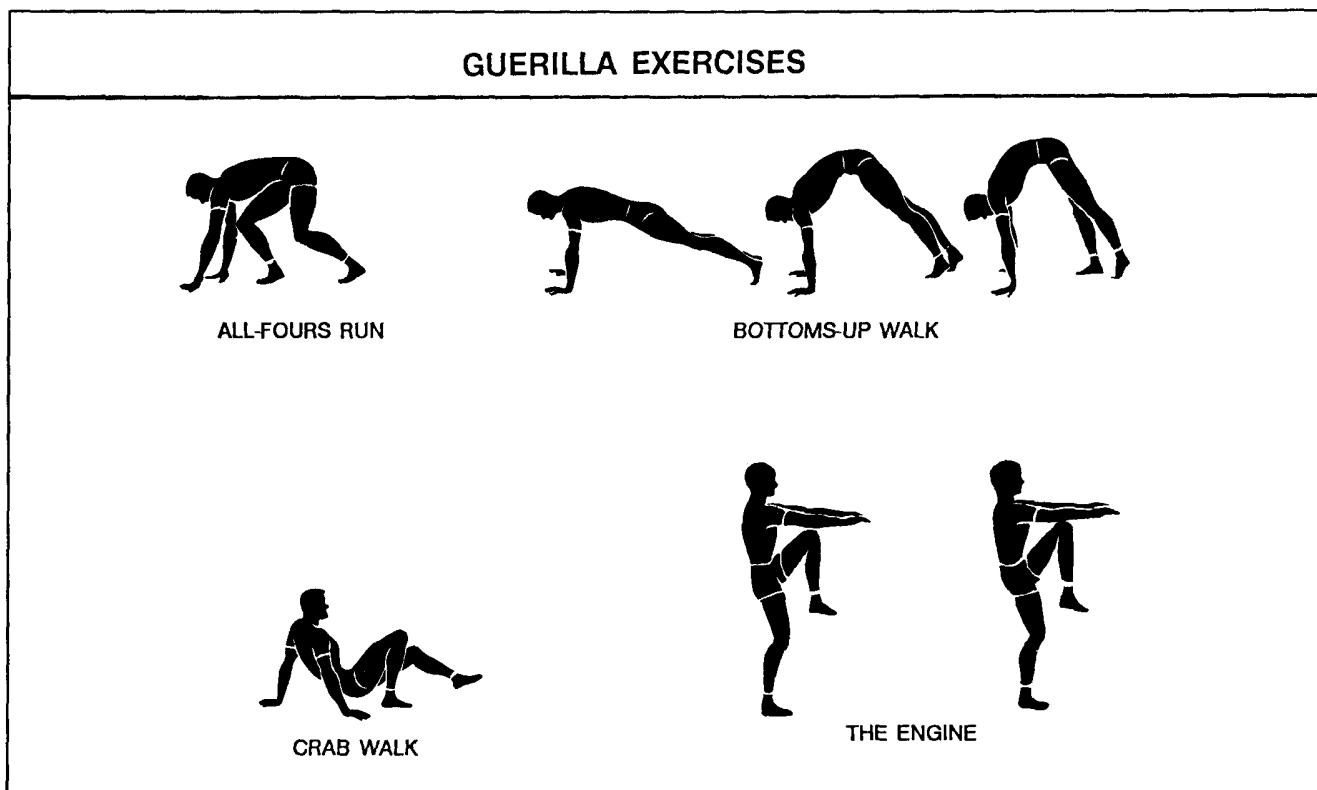 GUERILLA EXERCISES
ALL-FOURS RUN
BOTTOMS-UP WALK
CRAB WALK
THE ENGINE